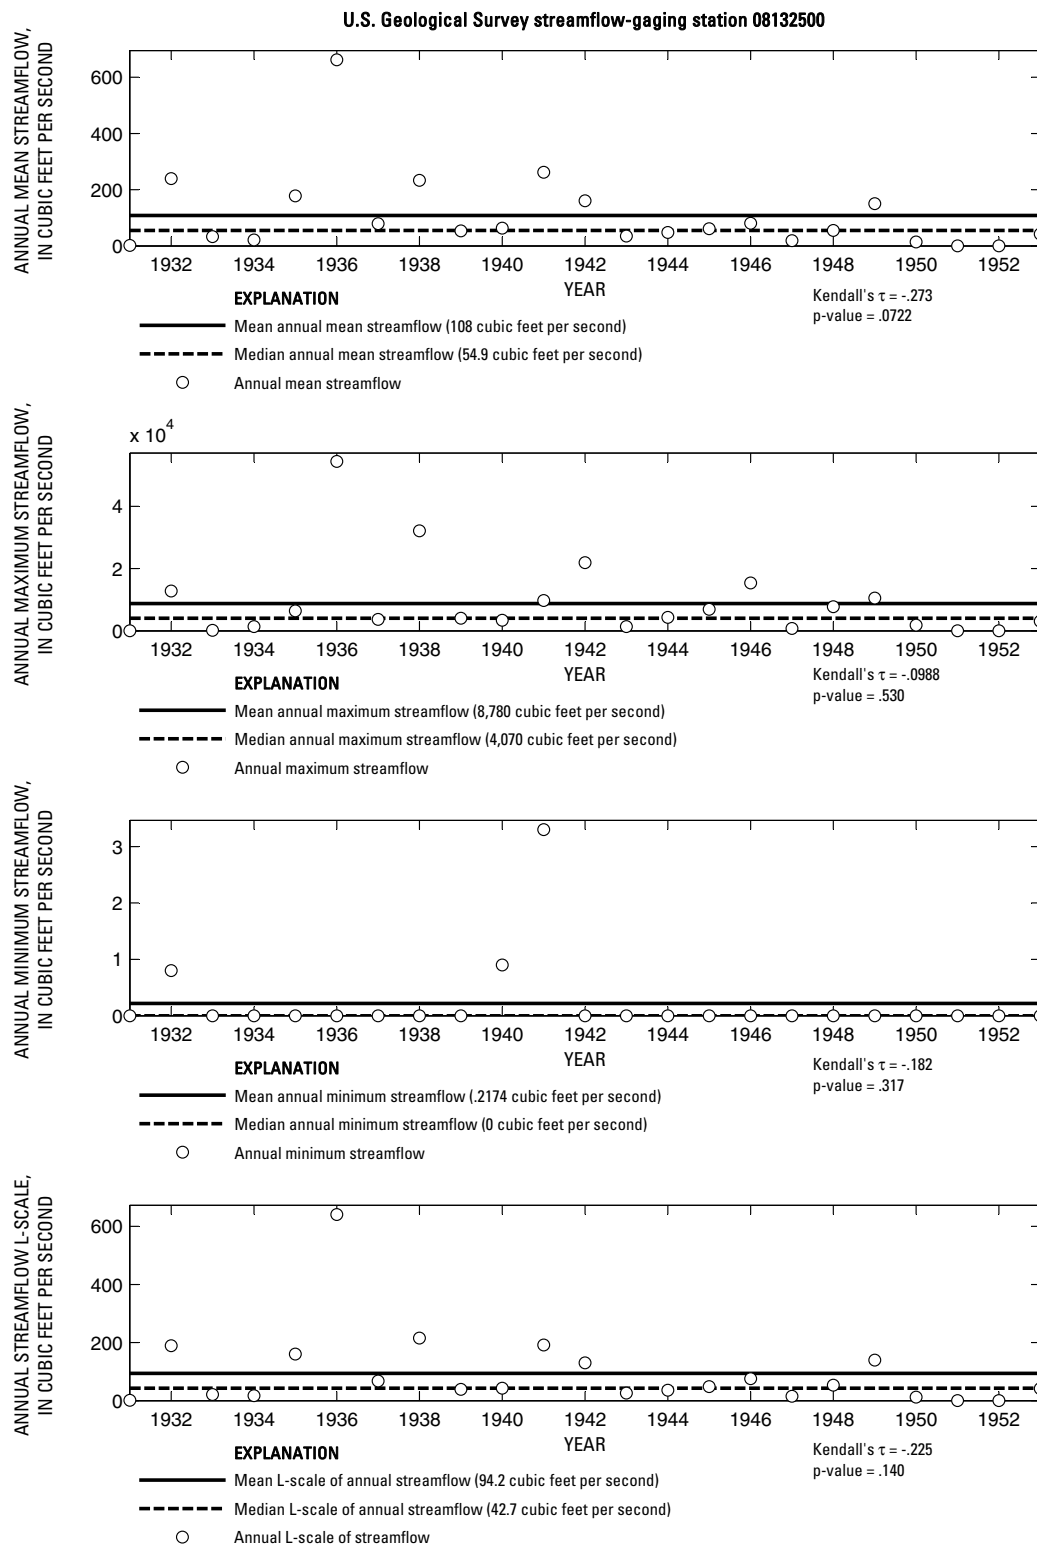 U.S. Geological Survey streamflow-gaging station 08132500
ANNUAL MEAN STREAMFLOW,
IN CUBIC FEET PER SECOND
600
400
200
0
1932 1934 1936 1938 1940 1942 1944 1946 1948 1950 1952
YEAR
EXPLANATION
Mean annual mean streamflow (108 cubic feet per second)
Median annual mean streamflow (54.9 cubic feet per second)
Annual mean streamflow
Kendall's τ = -.273
p-value = .0722
ANNUAL MAXIMUM STREAMFLOW,
IN CUBIC FEET PER SECOND
x 10^4
4
2
0
1932 1934 1936 1938 1940 1942 1944 1946 1948 1950 1952
YEAR
EXPLANATION
Mean annual maximum streamflow (8,780 cubic feet per second)
Median annual maximum streamflow (4,070 cubic feet per second)
Annual maximum streamflow
Kendall's τ = -.0988
p-value = .530
ANNUAL MINIMUM STREAMFLOW,
IN CUBIC FEET PER SECOND
3
2
1
0
1932 1934 1936 1938 1940 1942 1944 1946 1948 1950 1952
YEAR
EXPLANATION
Mean annual minimum streamflow (.2174 cubic feet per second)
Median annual minimum streamflow (0 cubic feet per second)
Annual minimum streamflow
Kendall's τ = -.182
p-value = .317
ANNUAL STREAMFLOW L-SCALE,
IN CUBIC FEET PER SECOND
600
400
200
0
1932 1934 1936 1938 1940 1942 1944 1946 1948 1950 1952
YEAR
EXPLANATION
Mean L-scale of annual streamflow (94.2 cubic feet per second)
Median L-scale of annual streamflow (42.7 cubic feet per second)
Annual L-scale of streamflow
Kendall's τ = -.225
p-value = .140